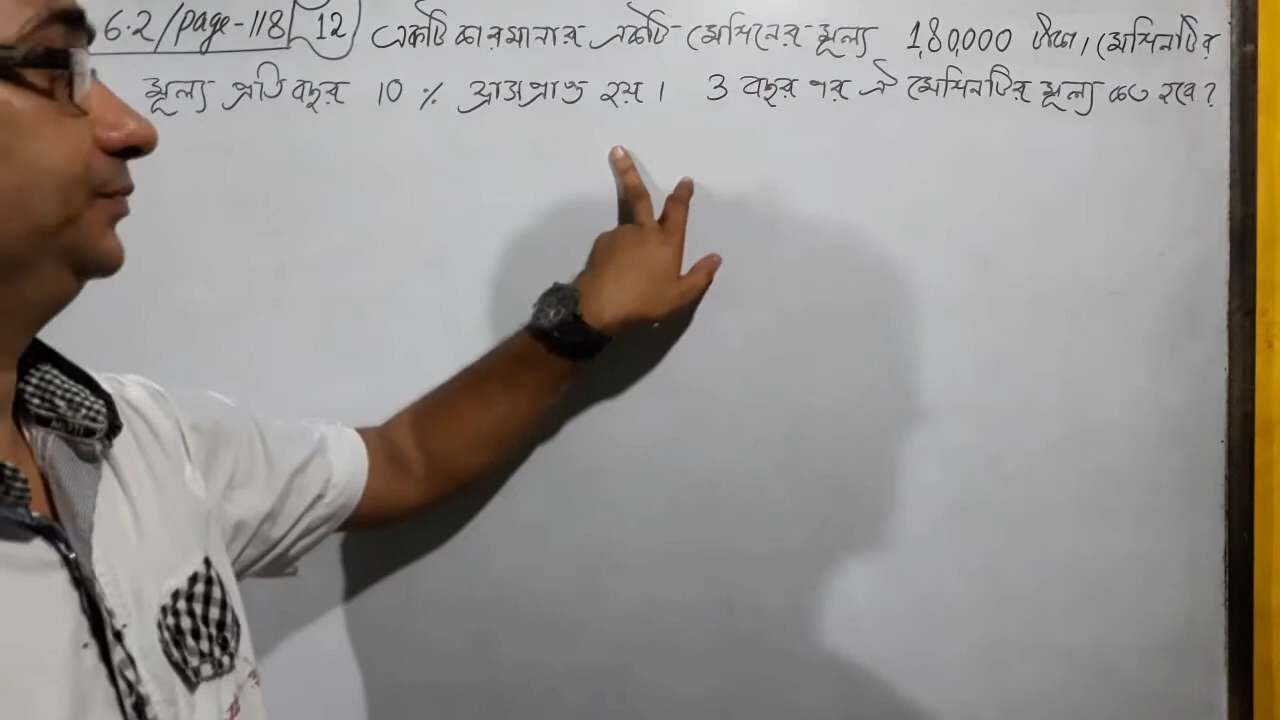 6.2/page-118 12 একটি কারখানার একটি মেশিনের মূল্য 1,80,000 টাকা, মেশিনটির
মূল্য প্রতি বছর 10 % হ্রাসপ্রাপ্ত হয়। 3 বছর পর ঐ মেশিনটির মূল্য কত হবে?